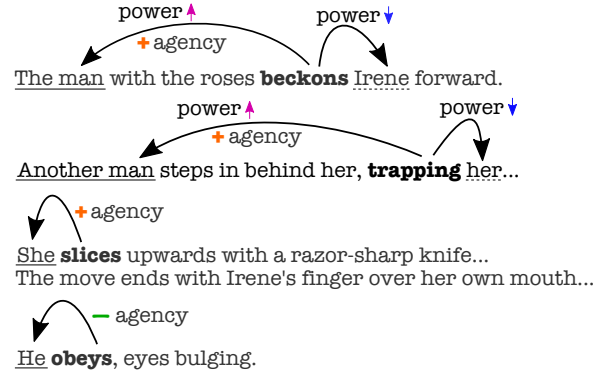 power power
+ agency
The man with the roses beckons Irene forward.
power power
+ agency
Another man steps in behind her, trapping her...
+ agency
She slices upwards with a razor-sharp knife...
The move ends with Irene's finger over her own mouth...
– agency
He obeys, eyes bulging.